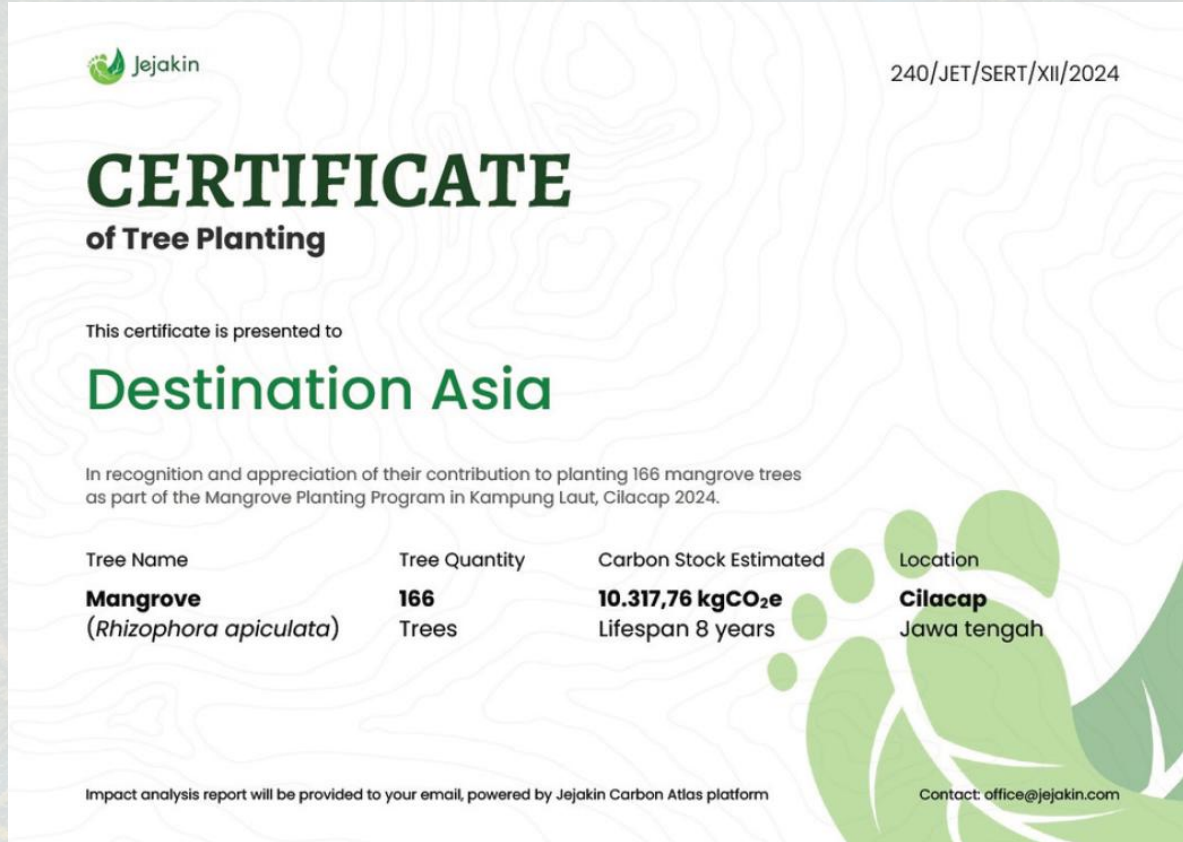 Jejakin
240/JET/SERT/XII/2024
CERTIFICATE
of Tree Planting
This certificate is presented to
Destination Asia
In recognition and appreciation of their contribution to planting 166 mangrove trees
as part of the Mangrove Planting Program in Kampung Laut, Cilacap 2024.
Tree Name
Mangrove
(Rhizophora apiculata)
Tree Quantity
166
Trees
Carbon Stock Estimated
10.317,76 kgCO₂e
Lifespan 8 years
Location
Cilacap
Jawa tengah
Impact analysis report will be provided to your email, powered by Jejakin Carbon Atlas platform
Contact: office@jejakin.com